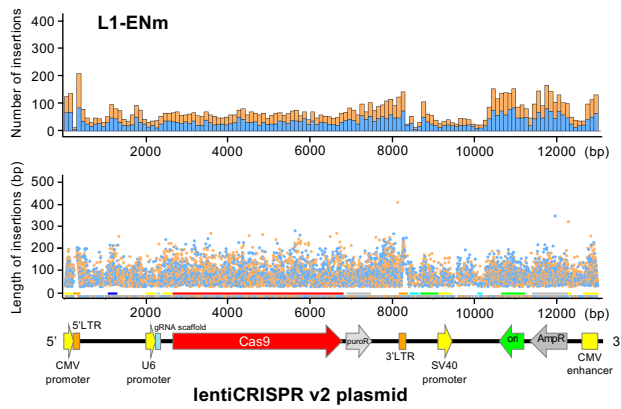 L1-ENm
Number of insertions
400
300
200
100
0
2000 4000 6000 8000 10000 12000 (bp)
Length of insertions (bp)
500
400
300
200
100
0
2000 4000 6000 8000 10000 12000 (bp)
5' 5'LTR gRNA scaffold Cas9 puroR 3'LTR ori AmpR 3
CMV promoter
U6 promoter
SV40 promoter
CMV enhancer
lentiCRISPR v2 plasmid